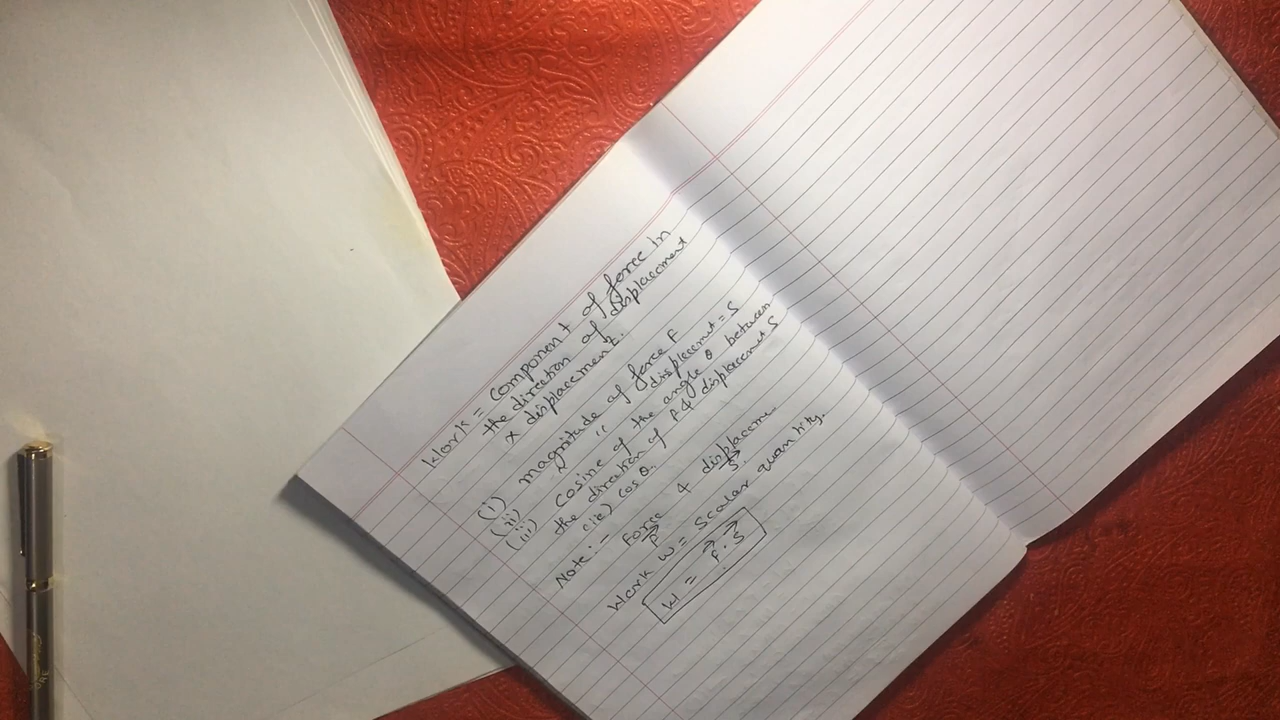 Work = component of force in
the direction of displacement
x displacement.
(i) magnitude of force F
(ii) " " displacement = S
(iii) cosine of the angle θ between
the direction of F & displacement S
(ie) cos θ.
Note:- Force & displacem
F S.
Work W = Scalar quantity.
W = F . S